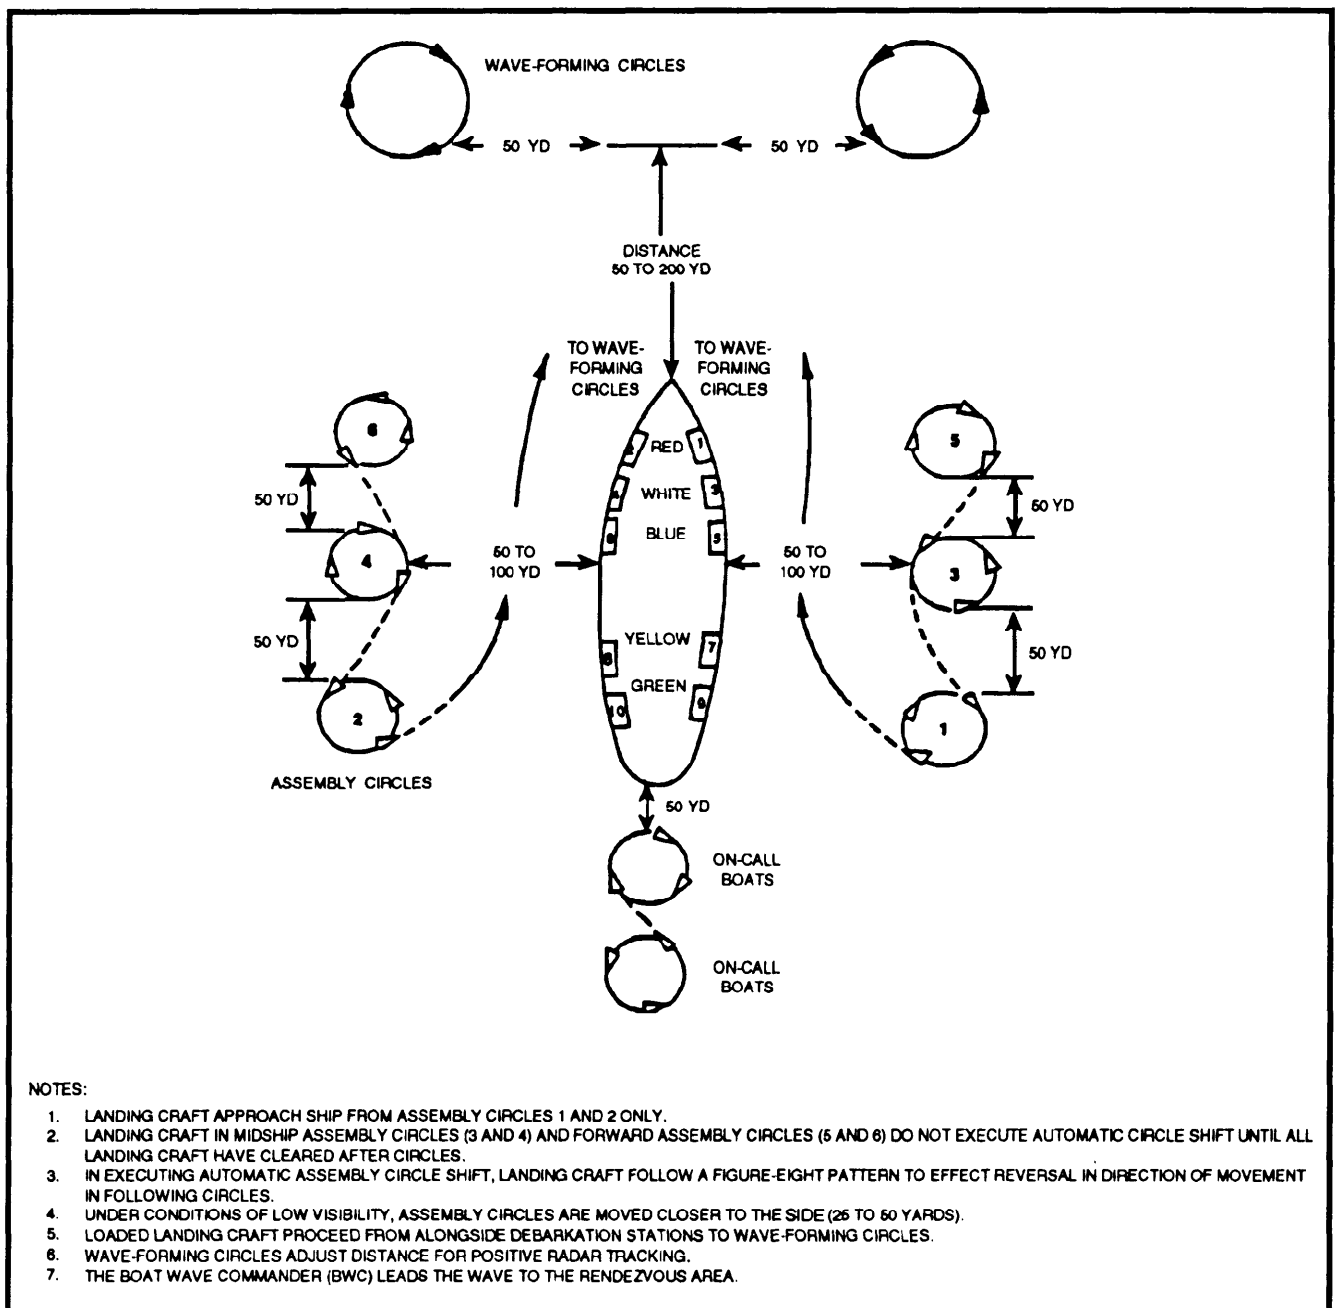 WAVE-FORMING CIRCLES
50 YD
50 YD
DISTANCE
50 TO 200 YD
TO WAVE-
FORMING
CIRCLES
TO WAVE-
FORMING
CIRCLES
6
5
2
RED
1
50 YD
4
WHITE
3
50 YD
6
BLUE
5
4
50 TO
100 YD
50 TO
100 YD
3
50 YD
8
YELLOW
7
50 YD
10
GREEN
9
2
1
ASSEMBLY CIRCLES
50 YD
ON-CALL
BOATS
ON-CALL
BOATS
NOTES:
1. LANDING CRAFT APPROACH SHIP FROM ASSEMBLY CIRCLES 1 AND 2 ONLY.
2. LANDING CRAFT IN MIDSHIP ASSEMBLY CIRCLES (3 AND 4) AND FORWARD ASSEMBLY CIRCLES (5 AND 6) DO NOT EXECUTE AUTOMATIC CIRCLE SHIFT UNTIL ALL
LANDING CRAFT HAVE CLEARED AFTER CIRCLES.
3. IN EXECUTING AUTOMATIC ASSEMBLY CIRCLE SHIFT, LANDING CRAFT FOLLOW A FIGURE-EIGHT PATTERN TO EFFECT REVERSAL IN DIRECTION OF MOVEMENT
IN FOLLOWING CIRCLES.
4. UNDER CONDITIONS OF LOW VISIBILITY, ASSEMBLY CIRCLES ARE MOVED CLOSER TO THE SIDE (25 TO 50 YARDS).
5. LOADED LANDING CRAFT PROCEED FROM ALONGSIDE DEBARKATION STATIONS TO WAVE-FORMING CIRCLES.
6. WAVE-FORMING CIRCLES ADJUST DISTANCE FOR POSITIVE RADAR TRACKING.
7. THE BOAT WAVE COMMANDER (BWC) LEADS THE WAVE TO THE RENDEZVOUS AREA.